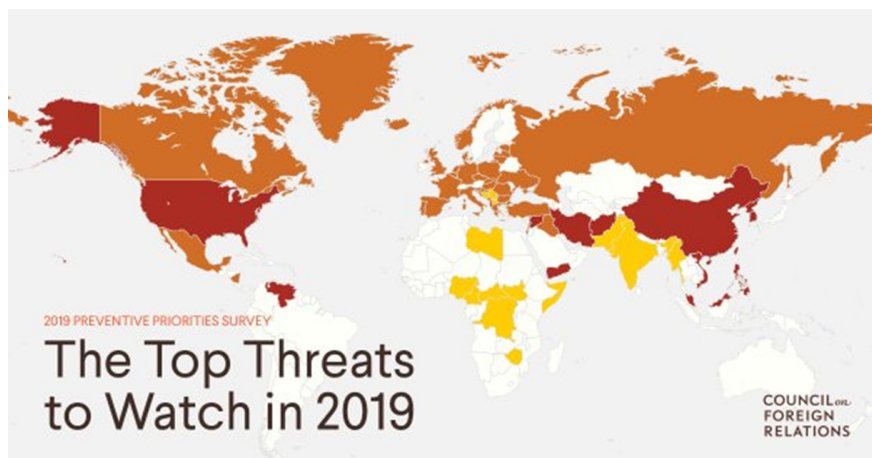 2019 PREVENTIVE PRIORITIES SURVEY
The Top Threats
to Watch in 2019
COUNCIL on
FOREIGN
RELATIONS